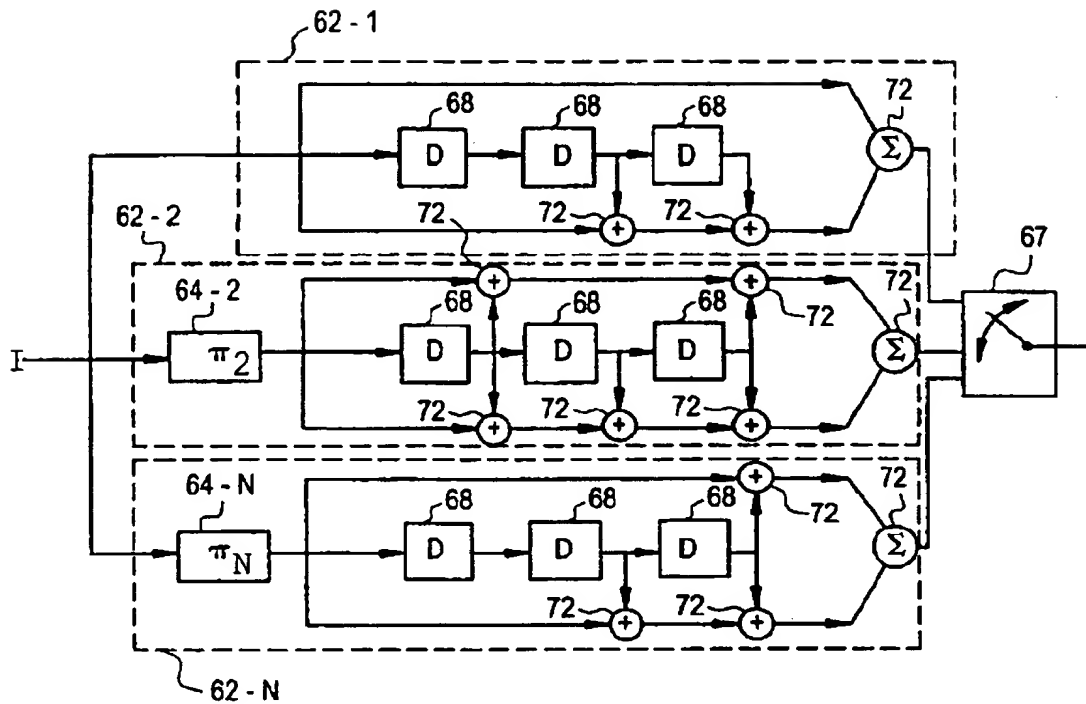 62 - 1
72
68 68 68
D D D Σ
62 - 2
72 72 72
+ +
67
64 - 2
+ + 72
68 68 68 72
I π2 D D D Σ
72 72 72
+ + +
64 - N
+ 72
68 68 68 72
πN D D D Σ
72 72
+ +
62 - N